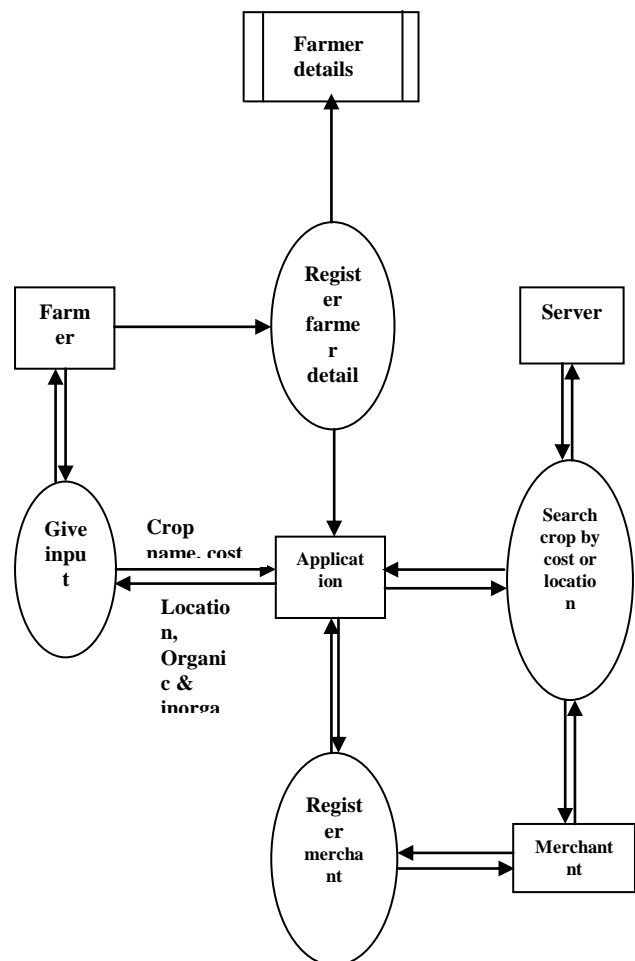 Farmer
details
Regist
er
farme
r
detail
Farm
er
Server
Give
inpu
t
Crop
name, cost
Locatio
n,
Organi
c &
inorga
Applicat
ion
Search
crop by
cost or
locatio
n
Regist
er
mercha
nt
Merchant
nt